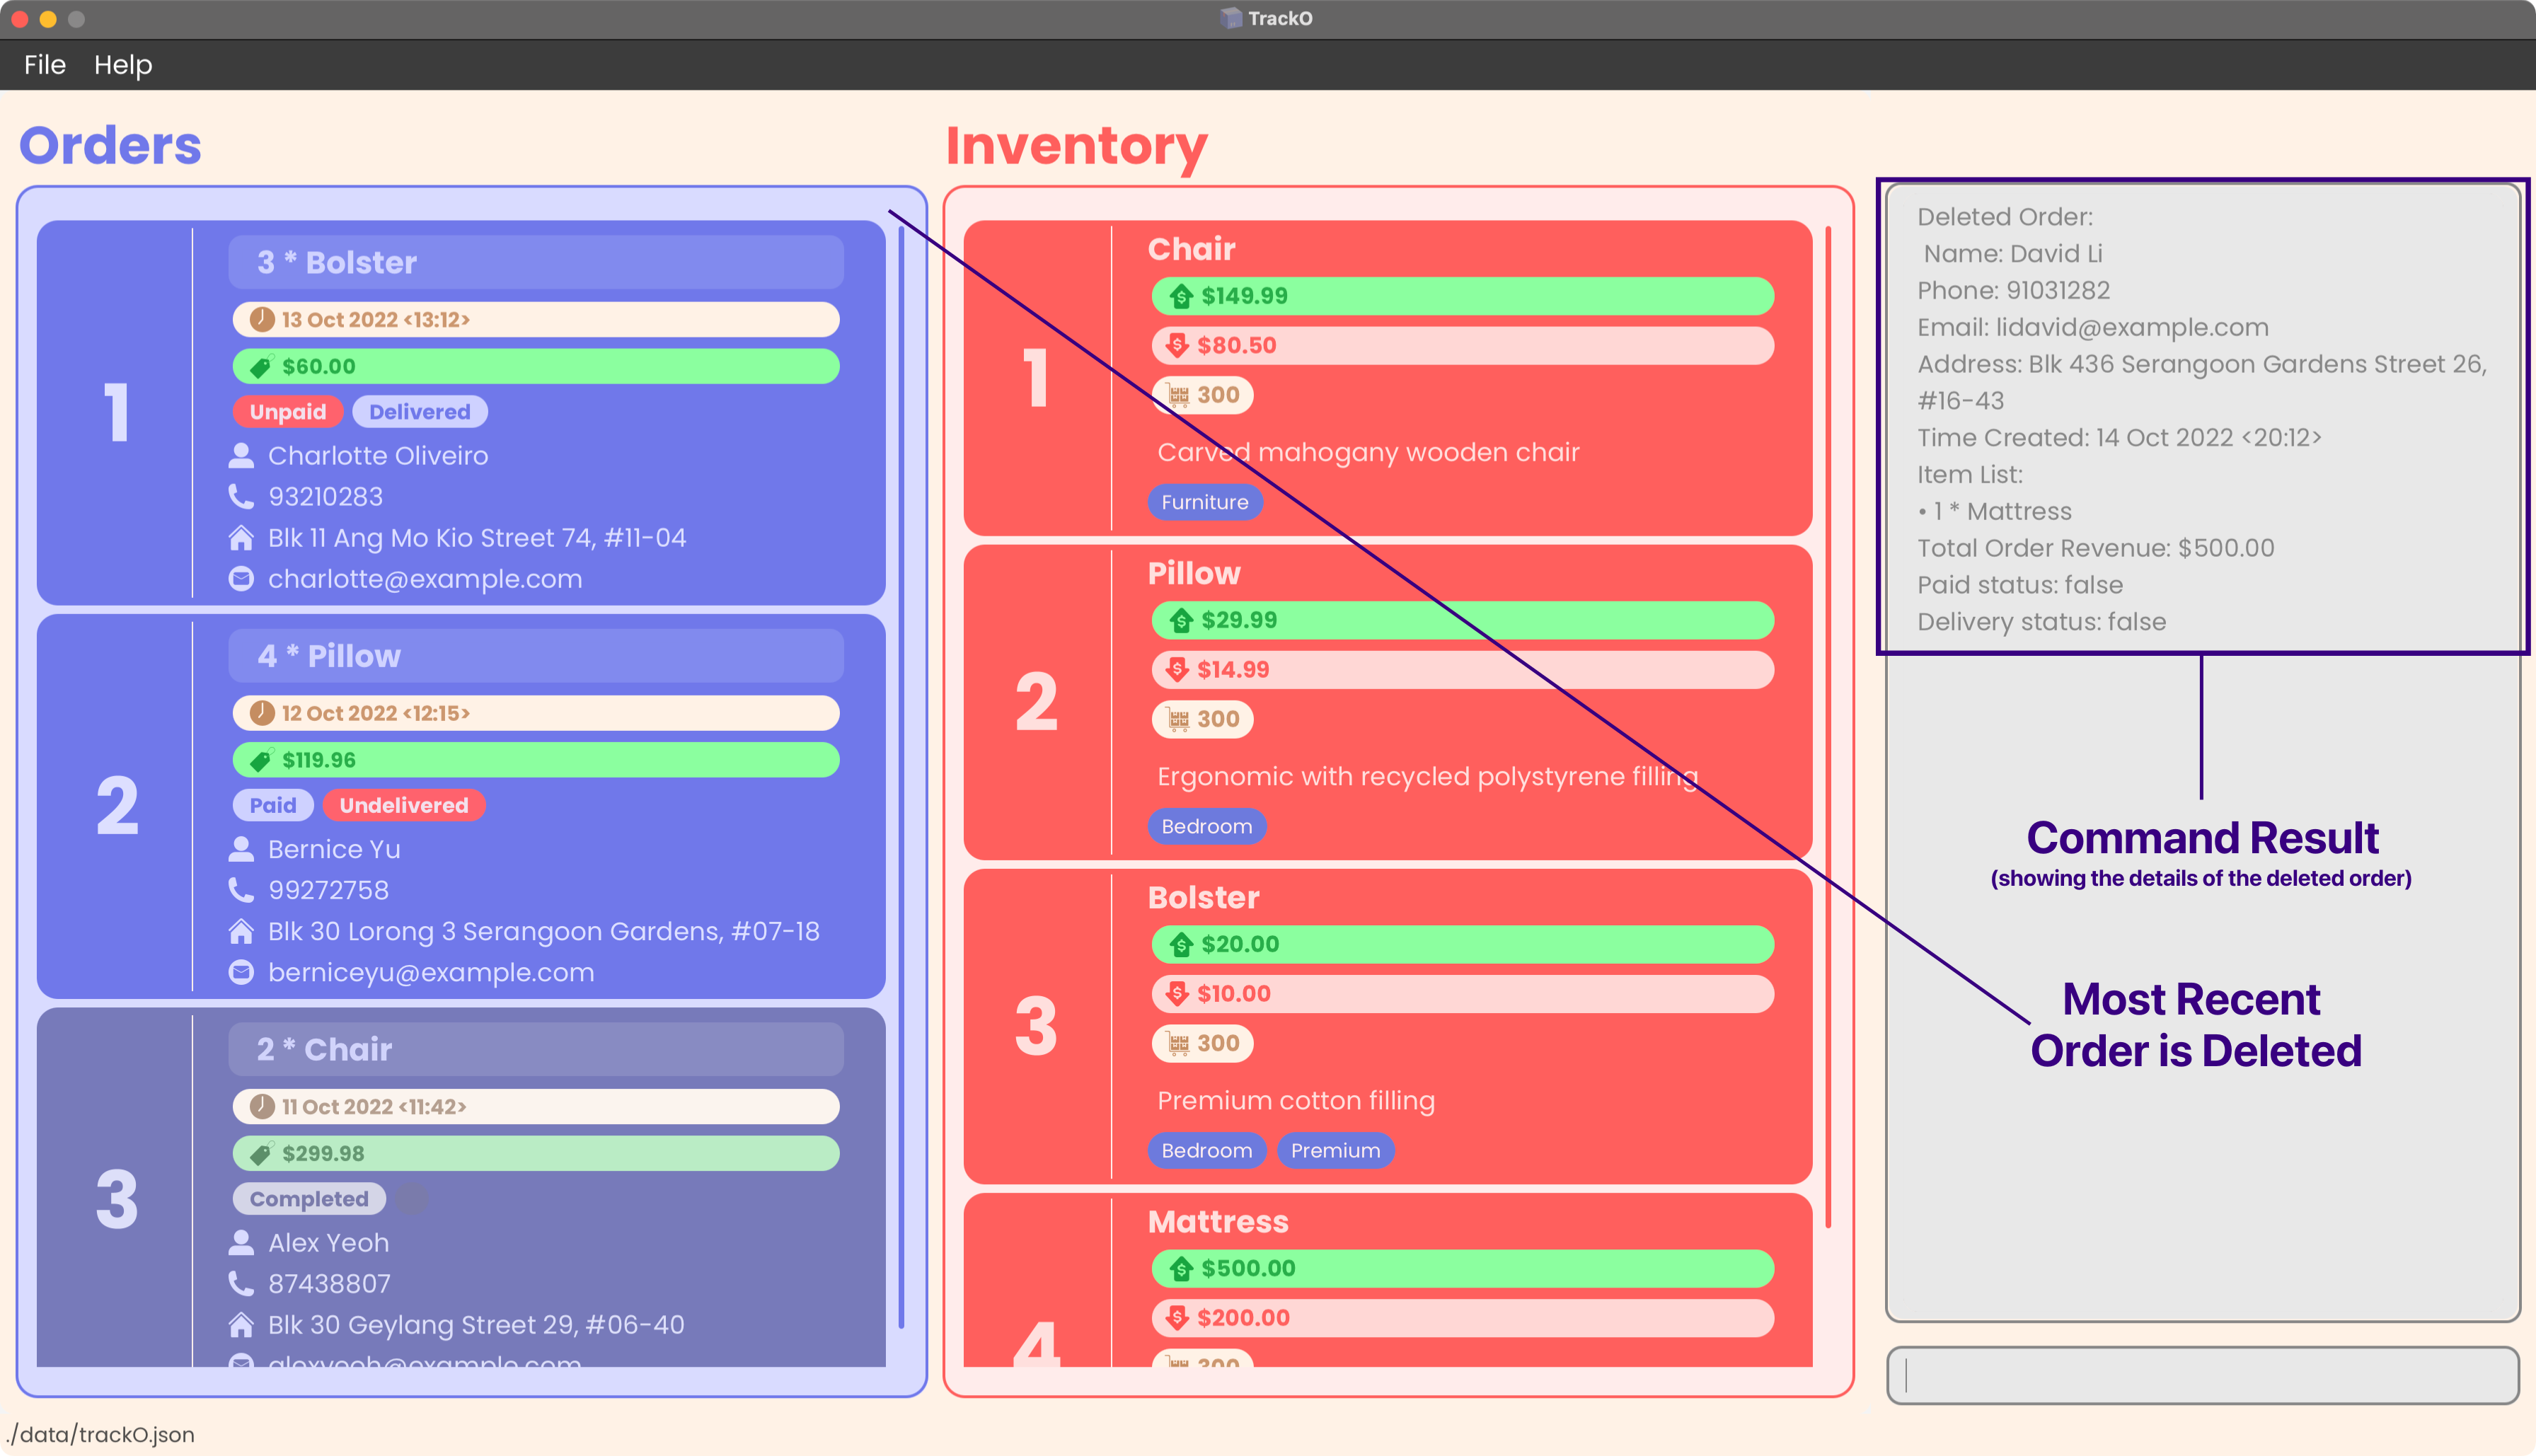 TrackO
File Help
Orders
1
3 * Bolster
13 Oct 2022 <13:12>
$60.00
Unpaid Delivered
Charlotte Oliveiro
93210283
Blk 11 Ang Mo Kio Street 74, #11-04
charlotte@example.com
2
4 * Pillow
12 Oct 2022 <12:15>
$119.96
Paid Undelivered
Bernice Yu
99272758
Blk 30 Lorong 3 Serangoon Gardens, #07-18
berniceyu@example.com
3
2 * Chair
11 Oct 2022 <11:42>
$299.98
Completed
Alex Yeoh
87438807
Blk 30 Geylang Street 29, #06-40
alexyeoh@example.com
Inventory
1
Chair
$149.99
$80.50
300
Carved mahogany wooden chair
Furniture
2
Pillow
$29.99
$14.99
300
Ergonomic with recycled polystyrene filling
Bedroom
3
Bolster
$20.00
$10.00
300
Premium cotton filling
Bedroom Premium
4
Mattress
$500.00
$200.00
300
Deleted Order:
Name: David Li
Phone: 91031282
Email: lidavid@example.com
Address: Blk 436 Serangoon Gardens Street 26,
#16-43
Time Created: 14 Oct 2022 <20:12>
Item List:
• 1 * Mattress
Total Order Revenue: $500.00
Paid status: false
Delivery status: false
Command Result
(showing the details of the deleted order)
Most Recent
Order is Deleted
./data/trackO.json